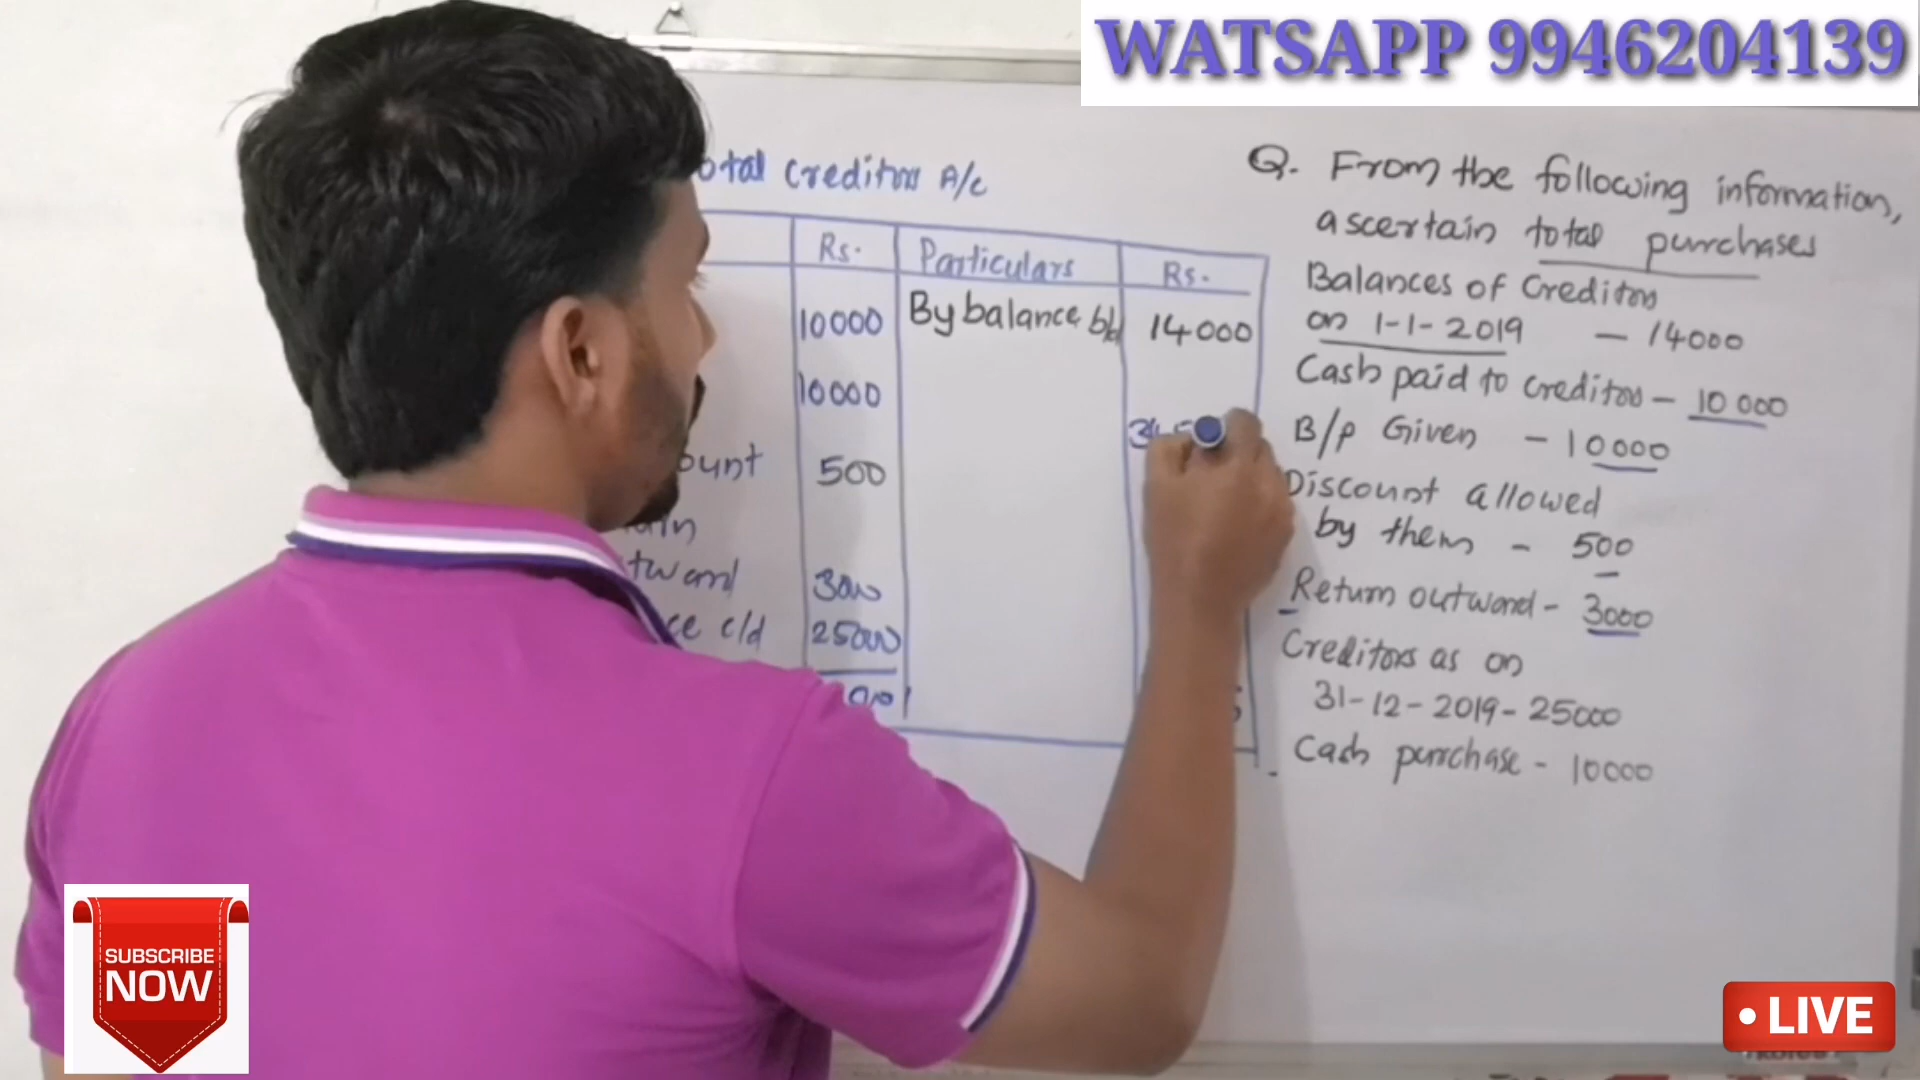 WATSAPP 9946204139
otal Creditors A/c
Rs. Particulars Rs.
10000 By balance b/d 14000
10000
ount 500
tward 3000
ce c/d 25000
Q. From the following information,
ascertain total purchases
Balances of Creditors
on 1-1-2019 - 14000
Cash paid to creditors - 10000
B/P Given - 10000
Discount allowed
by them - 500
Return outward - 3000
Creditors as on
31-12-2019 - 25000
Cash purchase - 10000
SUBSCRIBE
NOW
• LIVE